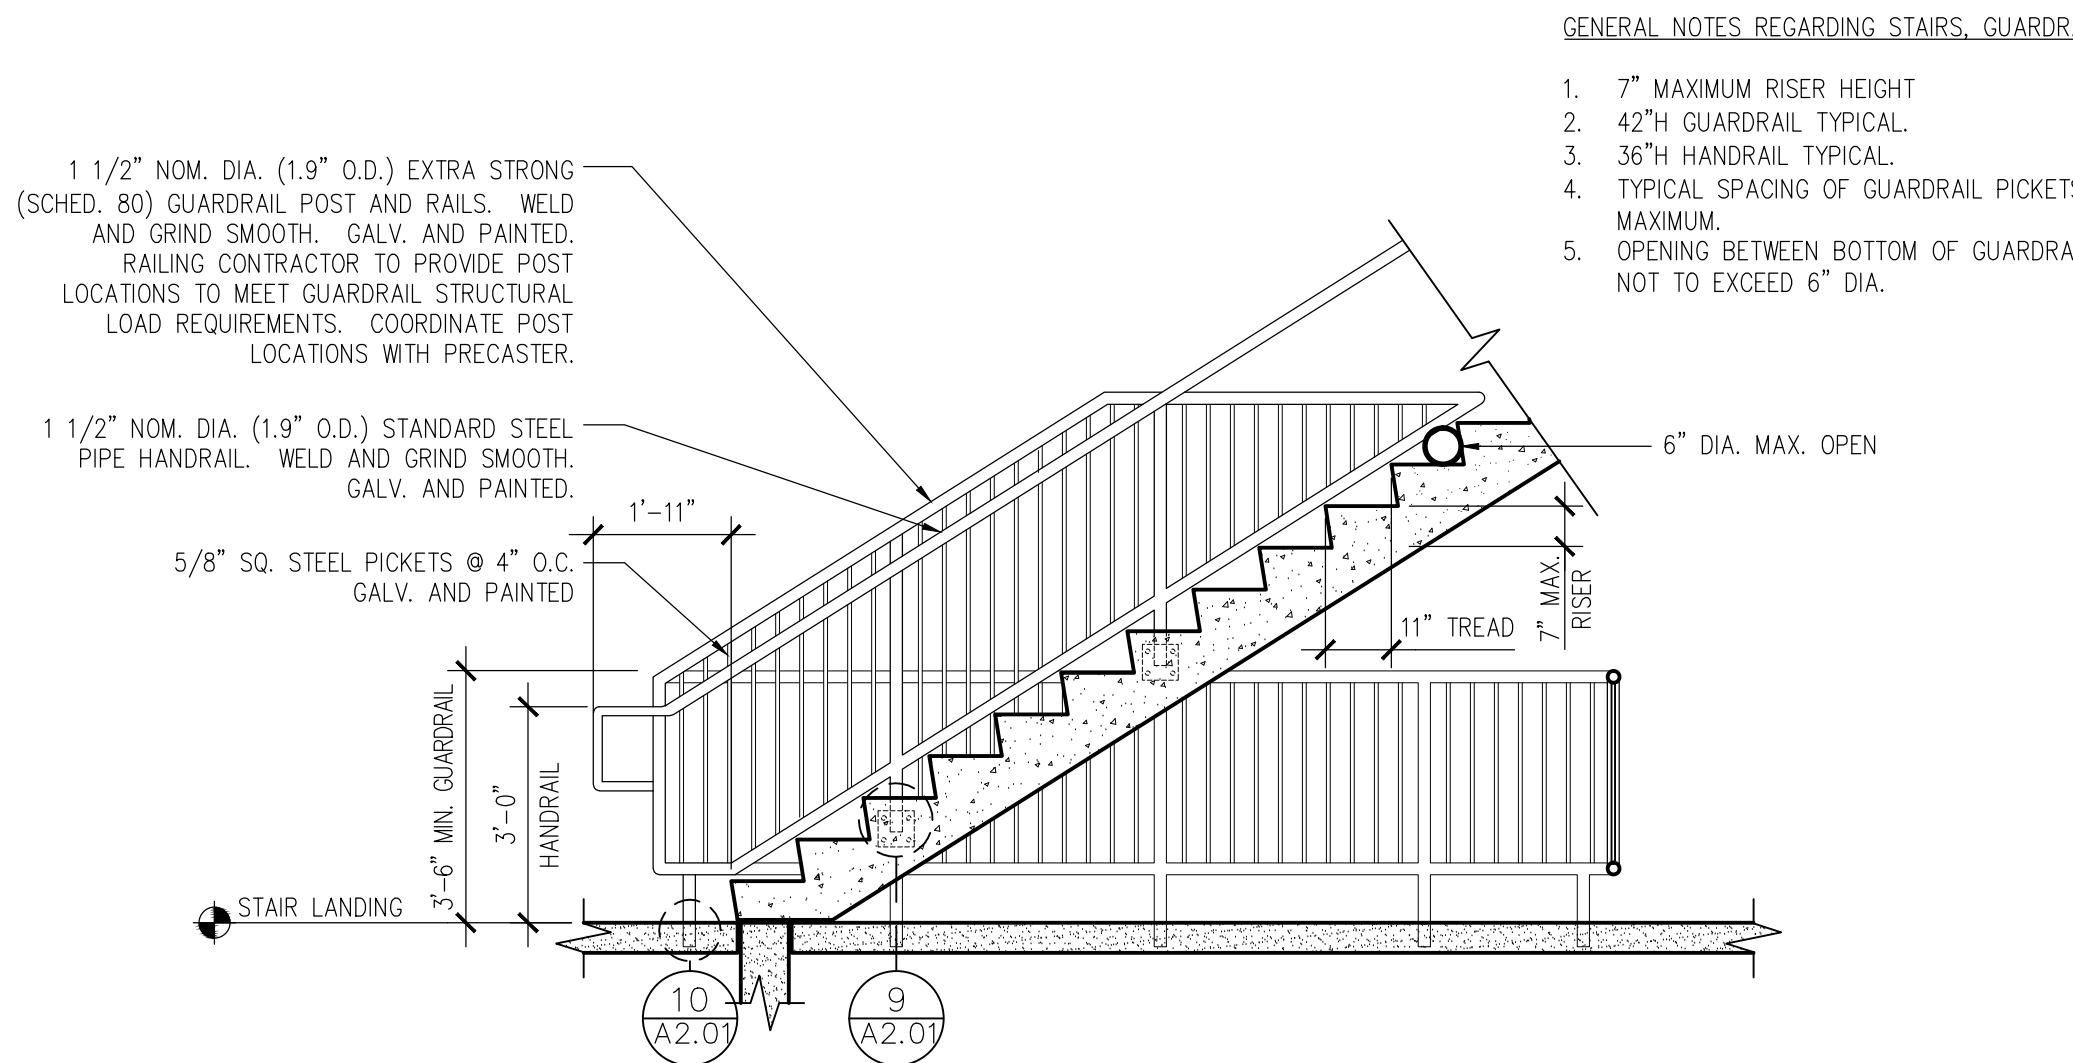 GENERAL NOTES REGARDING STAIRS, GUARDR
1. 7” MAXIMUM RISER HEIGHT
2. 42”H GUARDRAIL TYPICAL.
3. 36”H HANDRAIL TYPICAL.
4. TYPICAL SPACING OF GUARDRAIL PICKETS
MAXIMUM.
5. OPENING BETWEEN BOTTOM OF GUARDRA
NOT TO EXCEED 6” DIA.
1 1/2” NOM. DIA. (1.9” O.D.) EXTRA STRONG
(SCHED. 80) GUARDRAIL POST AND RAILS. WELD
AND GRIND SMOOTH. GALV. AND PAINTED.
RAILING CONTRACTOR TO PROVIDE POST
LOCATIONS TO MEET GUARDRAIL STRUCTURAL
LOAD REQUIREMENTS. COORDINATE POST
LOCATIONS WITH PRECASTER.
1 1/2” NOM. DIA. (1.9” O.D.) STANDARD STEEL
PIPE HANDRAIL. WELD AND GRIND SMOOTH.
GALV. AND PAINTED.
1’-11”
5/8” SQ. STEEL PICKETS @ 4” O.C.
GALV. AND PAINTED
6” DIA. MAX. OPEN
7” MAX.
RISER
11” TREAD
3’-6” MIN. GUARDRAIL
3’-0”
HANDRAIL
STAIR LANDING
10
A2.01
9
A2.01